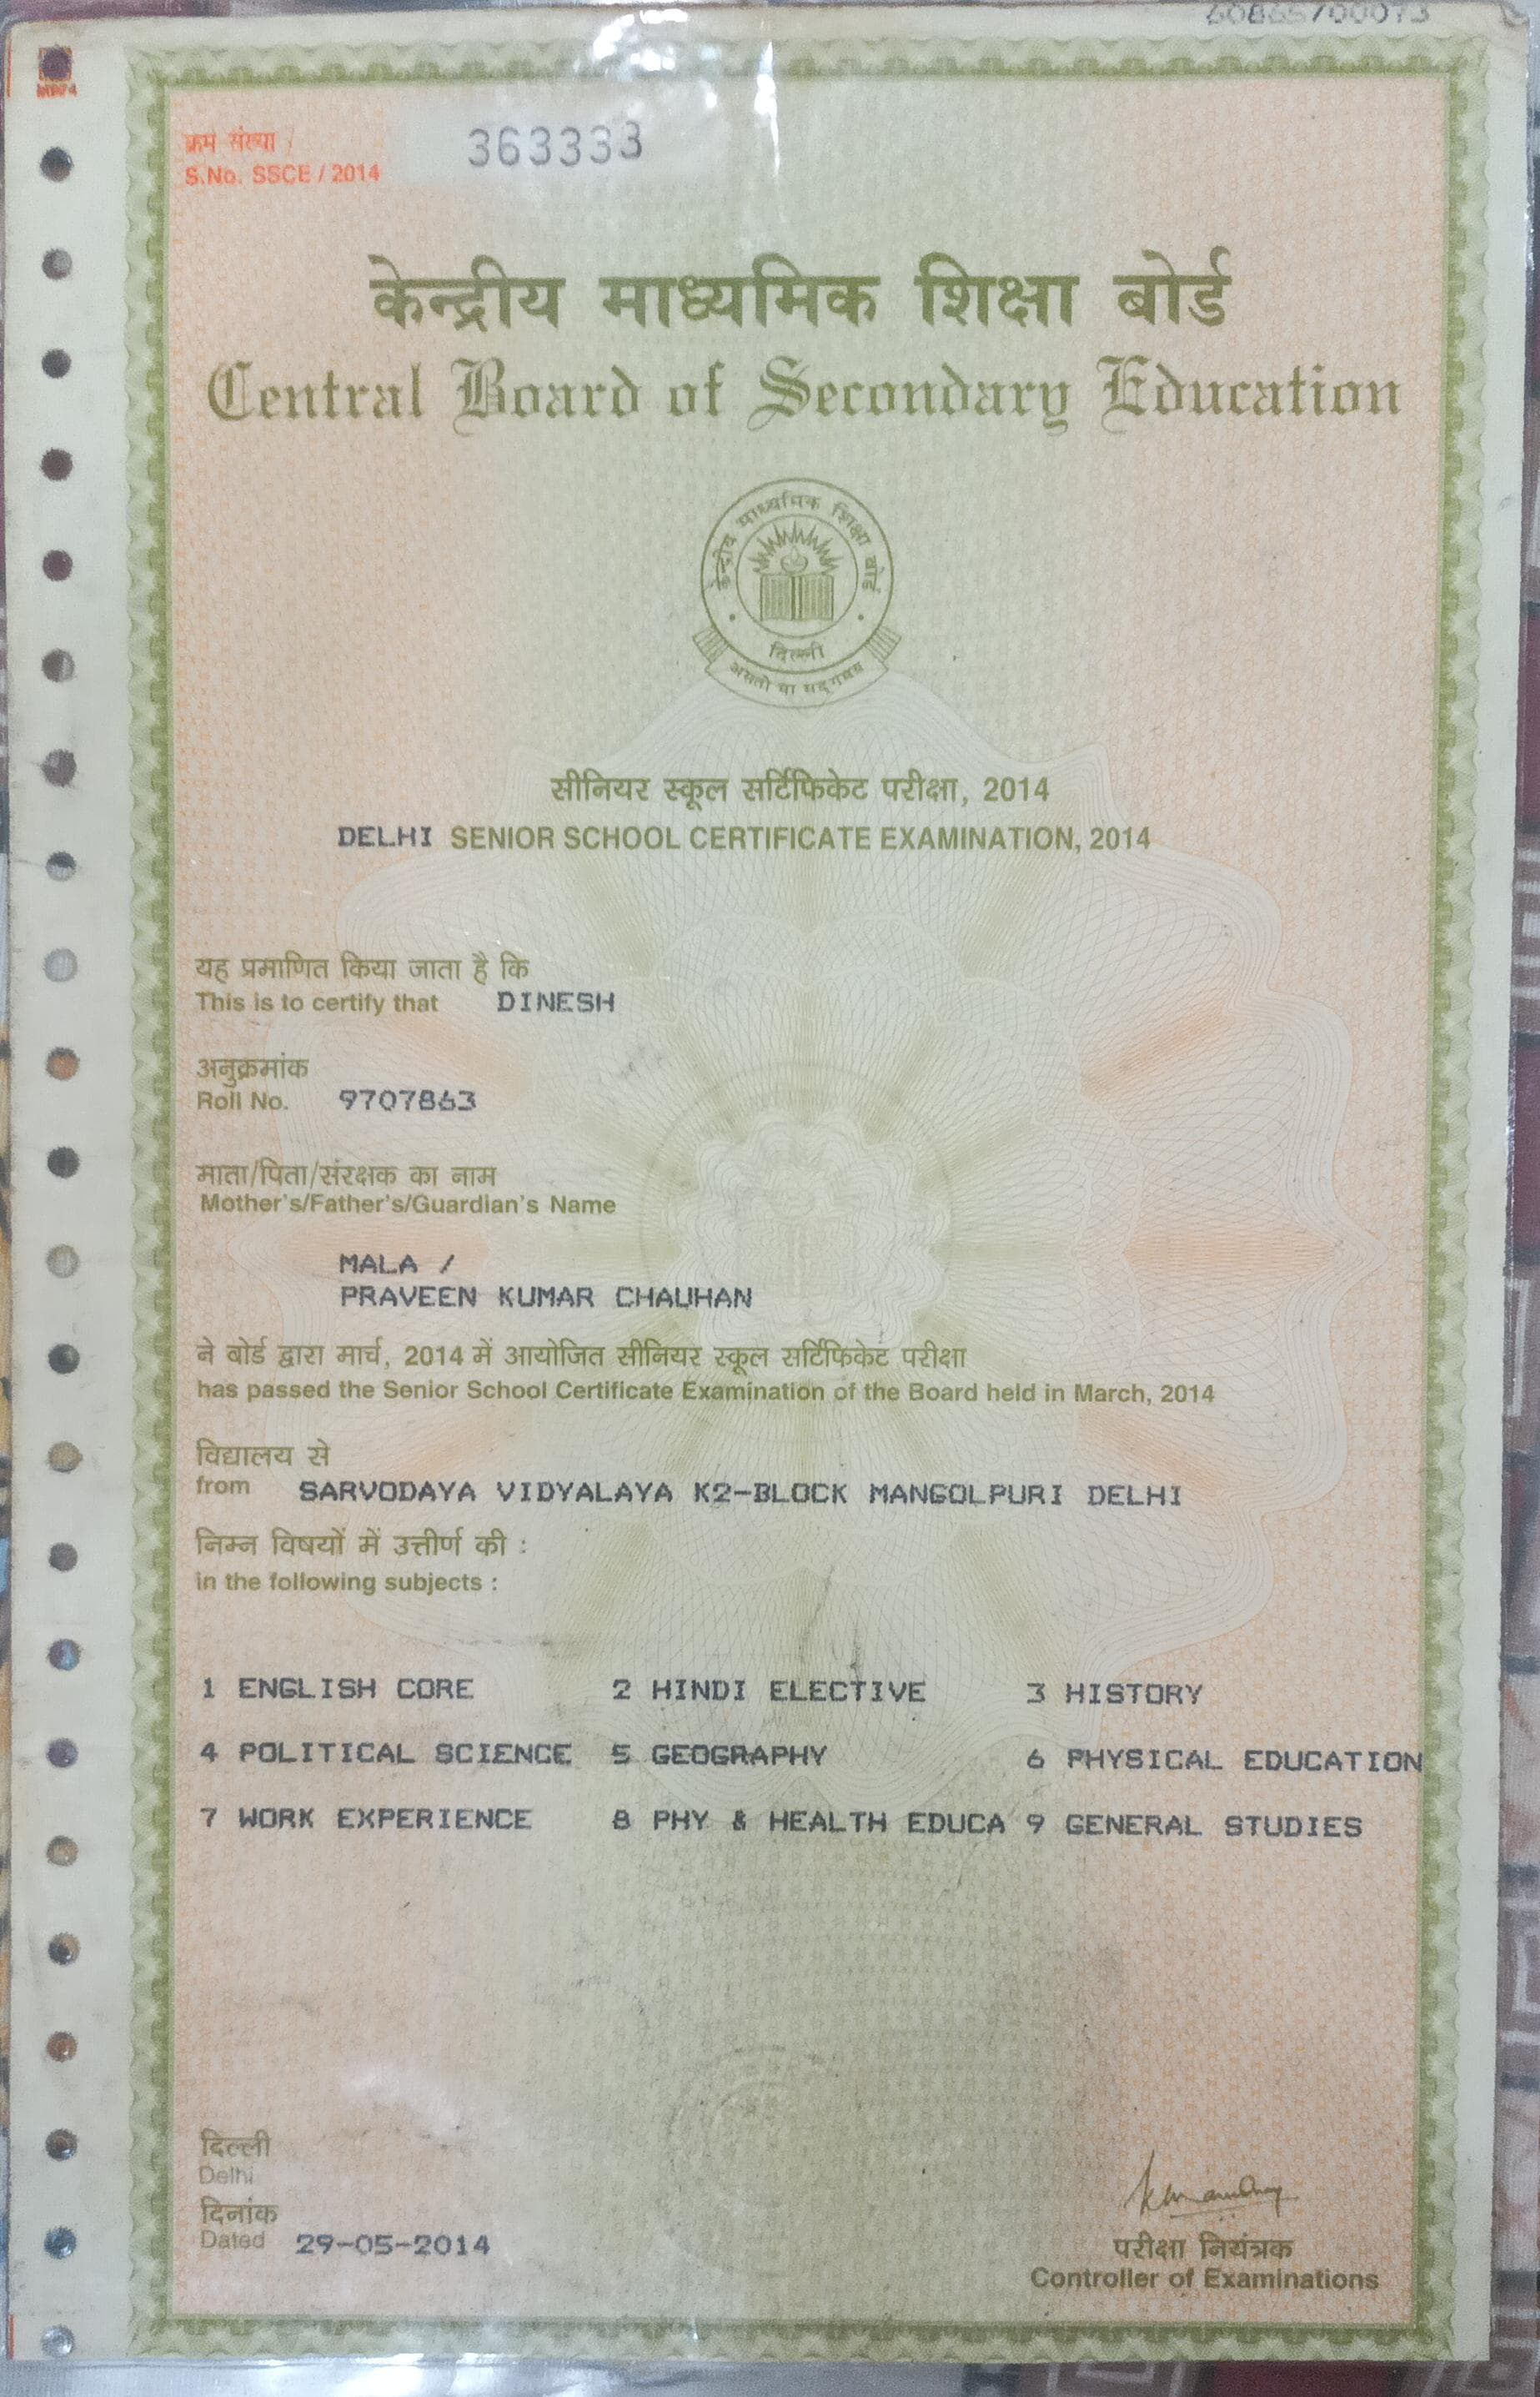 60865/00073
क्रम संख्या /
S.No. SSCE / 2014 363333
केन्द्रीय माध्यमिक शिक्षा बोर्ड
Central Board of Secondary Education
केन्द्रीय माध्यमिक शिक्षा बोर्ड
दिल्ली
असतो मा सद्गमय
सीनियर स्कूल सर्टिफिकेट परीक्षा, 2014
DELHI SENIOR SCHOOL CERTIFICATE EXAMINATION, 2014
यह प्रमाणित किया जाता है कि
This is to certify that DINESH
अनुक्रमांक
Roll No. 9707863
माता/पिता/संरक्षक का नाम
Mother's/Father's/Guardian's Name
MALA /
PRAVEEN KUMAR CHAUHAN
ने बोर्ड द्वारा मार्च, 2014 में आयोजित सीनियर स्कूल सर्टिफिकेट परीक्षा
has passed the Senior School Certificate Examination of the Board held in March, 2014
विद्यालय से
from SARVODAYA VIDYALAYA K2-BLOCK MANGOLPURI DELHI
निम्न विषयों में उत्तीर्ण की :
in the following subjects :
1 ENGLISH CORE 2 HINDI ELECTIVE 3 HISTORY
4 POLITICAL SCIENCE 5 GEOGRAPHY 6 PHYSICAL EDUCATION
7 WORK EXPERIENCE 8 PHY & HEALTH EDUCA 9 GENERAL STUDIES
दिल्ली
Delhi
दिनांक
Dated 29-05-2014
परीक्षा नियंत्रक
Controller of Examinations